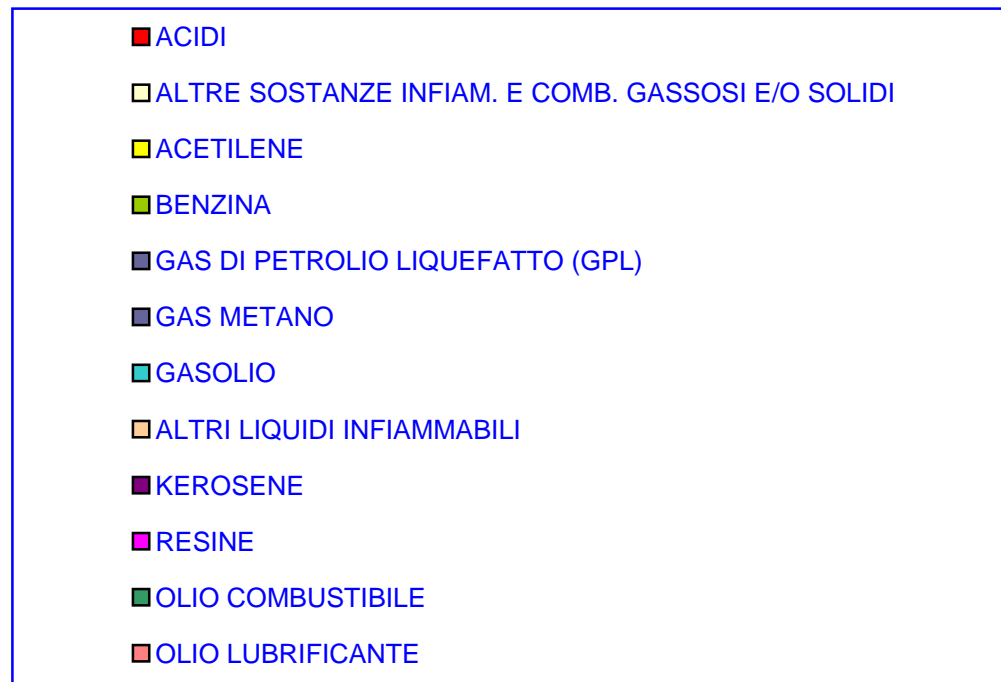 ACIDI
ALTRE SOSTANZE INFIAM. E COMB. GASSOSI E/O SOLIDI
ACETILENE
BENZINA
GAS DI PETROLIO LIQUEFATTO (GPL)
GAS METANO
GASOLIO
ALTRI LIQUIDI INFIAMMABILI
KEROSENE
RESINE
OLIO COMBUSTIBILE
OLIO LUBRIFICANTE